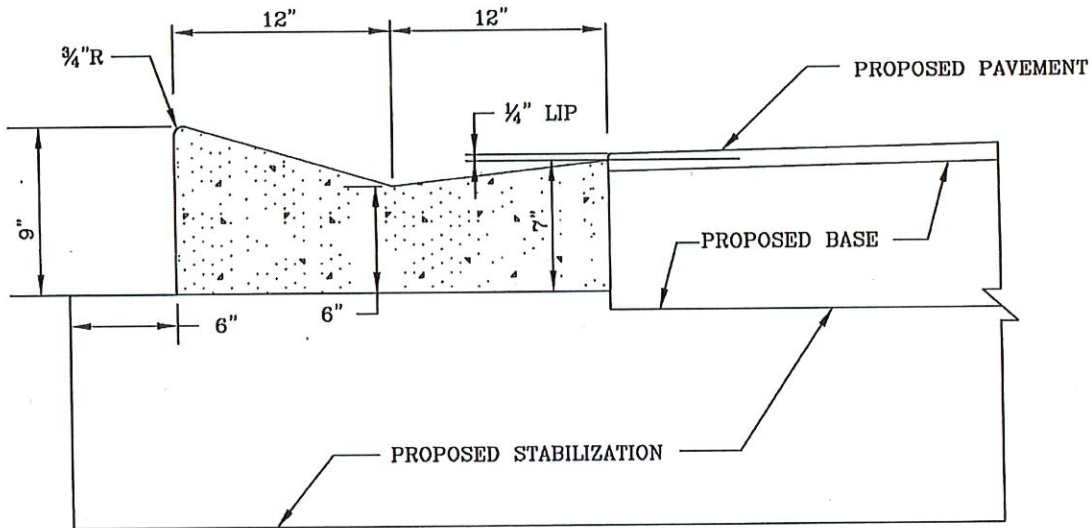 12"
12"
¾"R
PROPOSED PAVEMENT
¼" LIP
9"
7"
PROPOSED BASE
6"
6"
PROPOSED STABILIZATION